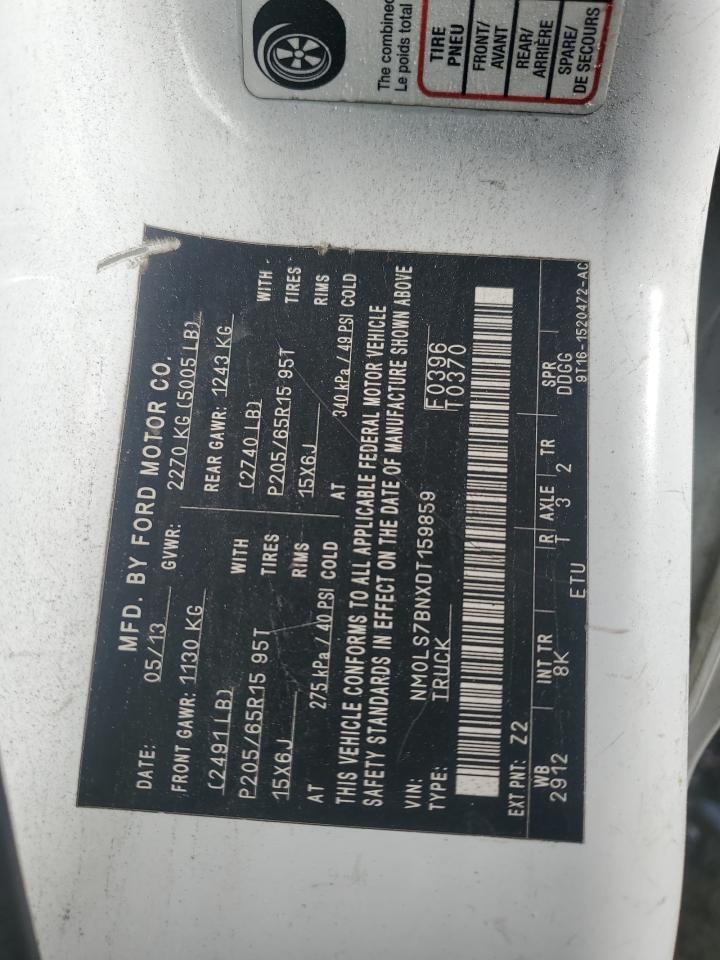 The combined
Le poids total
TIRE
PNEU
FRONT/
AVANT
REAR/
ARRIÈRE
SPARE/
DE SECOURS
MFD. BY FORD MOTOR CO.
DATE: 05/13 GVWR: 2270 KG (5005 LB)
FRONT GAWR: 1130 KG REAR GAWR: 1243 KG
(2491 LB) WITH (2740 LB) WITH
P205/65R15 95T TIRES P205/65R15 95T TIRES
15X6J RIMS 15X6J RIMS
AT 275 kPa / 40 PSI COLD AT 340 kPa / 49 PSI COLD
THIS VEHICLE CONFORMS TO ALL APPLICABLE FEDERAL MOTOR VEHICLE
SAFETY STANDARDS IN EFFECT ON THE DATE OF MANUFACTURE SHOWN ABOVE
VIN: NM0LS7BNXDT159859 F0396
TYPE: TRUCK T0370
EXT PNT: Z2
WB INT TR R AXLE TR SPR
2912 8K T 3 2 DDGG
ETU 9T16-1520472-AC